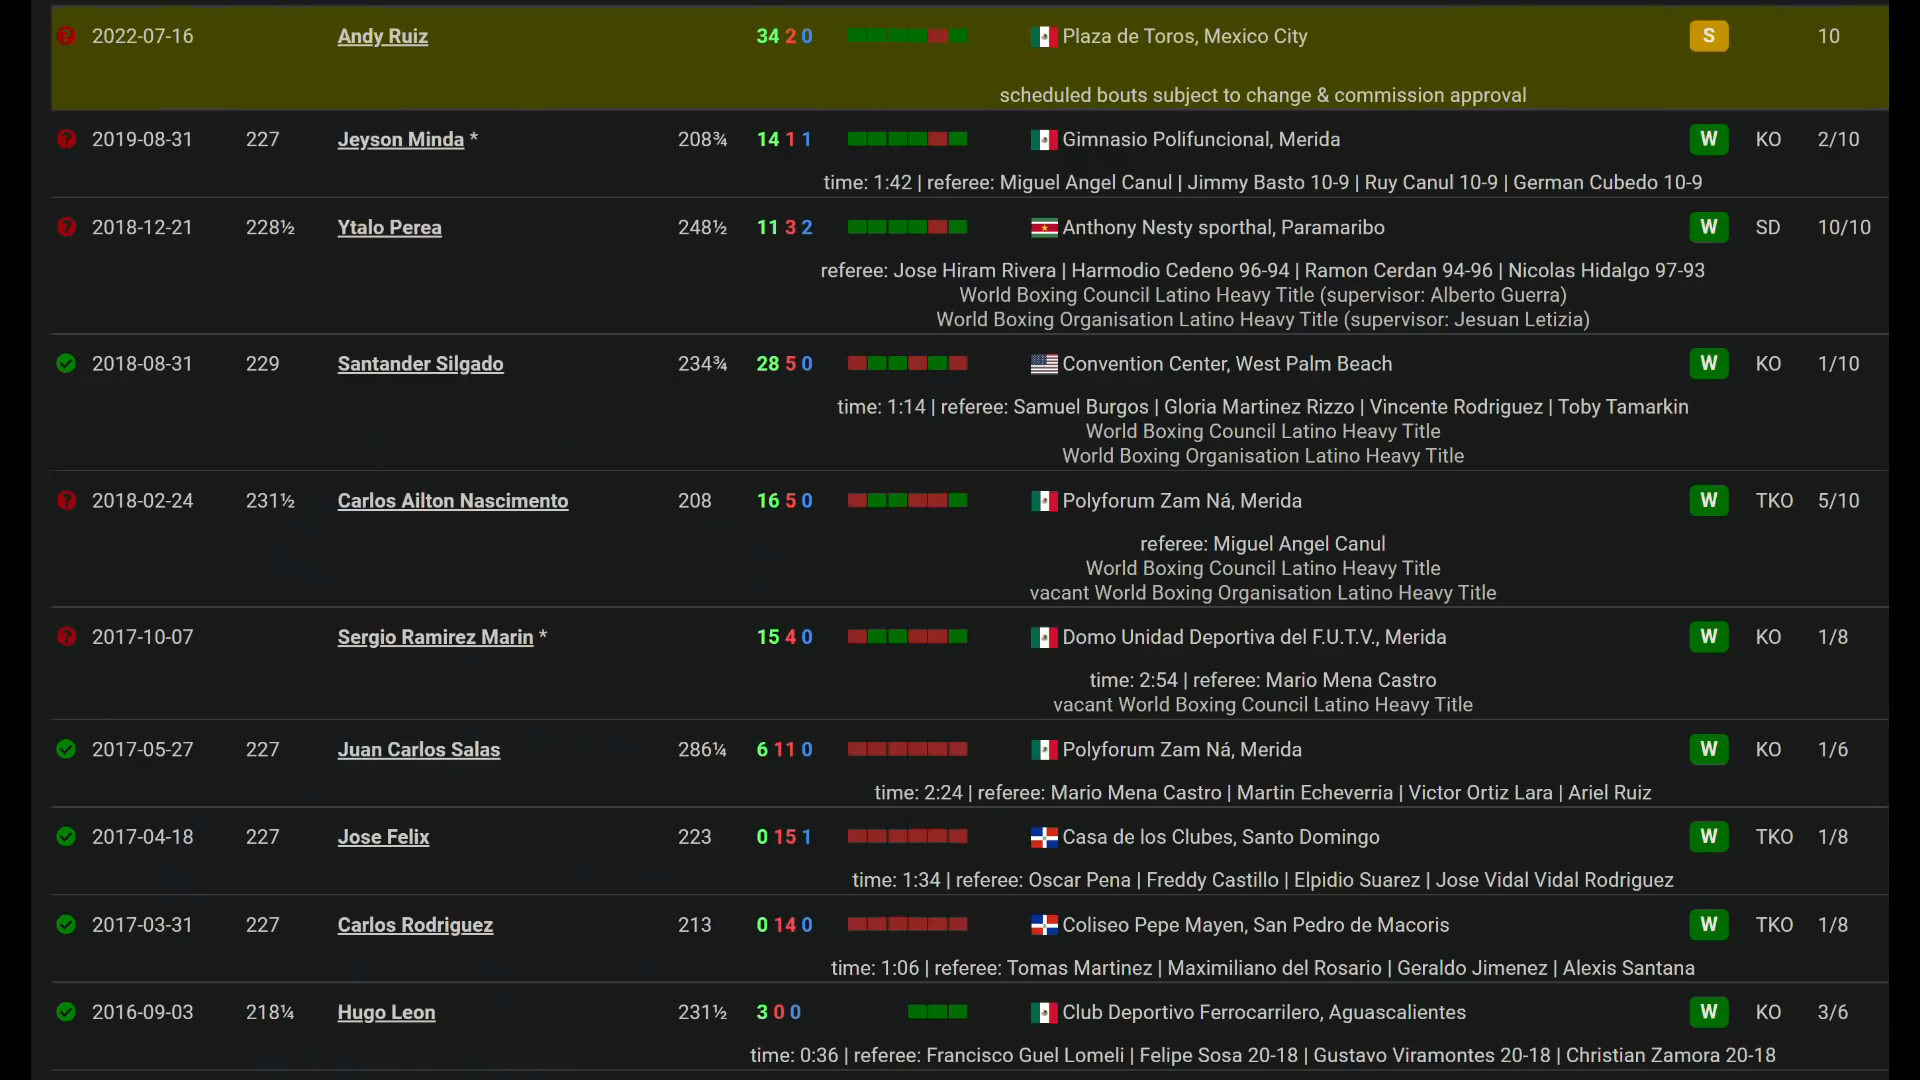 2022-07-16 Andy Ruiz 34 2 0 Plaza de Toros, Mexico City S 10
scheduled bouts subject to change & commission approval
2019-08-31 227 Jeyson Minda * 208¾ 14 1 1 Gimnasio Polifuncional, Merida W KO 2/10
time: 1:42 | referee: Miguel Angel Canul | Jimmy Basto 10-9 | Ruy Canul 10-9 | German Cubedo 10-9
2018-12-21 228½ Ytalo Perea 248½ 11 3 2 Anthony Nesty sporthal, Paramaribo W SD 10/10
referee: Jose Hiram Rivera | Harmodio Cedeno 96-94 | Ramon Cerdan 94-96 | Nicolas Hidalgo 97-93
World Boxing Council Latino Heavy Title (supervisor: Alberto Guerra)
World Boxing Organisation Latino Heavy Title (supervisor: Jesuan Letizia)
2018-08-31 229 Santander Silgado 234¾ 28 5 0 Convention Center, West Palm Beach W KO 1/10
time: 1:14 | referee: Samuel Burgos | Gloria Martinez Rizzo | Vincente Rodriguez | Toby Tamarkin
World Boxing Council Latino Heavy Title
World Boxing Organisation Latino Heavy Title
2018-02-24 231½ Carlos Ailton Nascimento 208 16 5 0 Polyforum Zam Ná, Merida W TKO 5/10
referee: Miguel Angel Canul
World Boxing Council Latino Heavy Title
vacant World Boxing Organisation Latino Heavy Title
2017-10-07 Sergio Ramirez Marin * 15 4 0 Domo Unidad Deportiva del F.U.T.V., Merida W KO 1/8
time: 2:54 | referee: Mario Mena Castro
vacant World Boxing Council Latino Heavy Title
2017-05-27 227 Juan Carlos Salas 286¼ 6 11 0 Polyforum Zam Ná, Merida W KO 1/6
time: 2:24 | referee: Mario Mena Castro | Martin Echeverria | Victor Ortiz Lara | Ariel Ruiz
2017-04-18 227 Jose Felix 223 0 15 1 Casa de los Clubes, Santo Domingo W TKO 1/8
time: 1:34 | referee: Oscar Pena | Freddy Castillo | Elpidio Suarez | Jose Vidal Vidal Rodriguez
2017-03-31 227 Carlos Rodriguez 213 0 14 0 Coliseo Pepe Mayen, San Pedro de Macoris W TKO 1/8
time: 1:06 | referee: Tomas Martinez | Maximiliano del Rosario | Geraldo Jimenez | Alexis Santana
2016-09-03 218¼ Hugo Leon 231½ 3 0 0 Club Deportivo Ferrocarrilero, Aguascalientes W KO 3/6
time: 0:36 | referee: Francisco Guel Lomeli | Felipe Sosa 20-18 | Gustavo Viramontes 20-18 | Christian Zamora 20-18